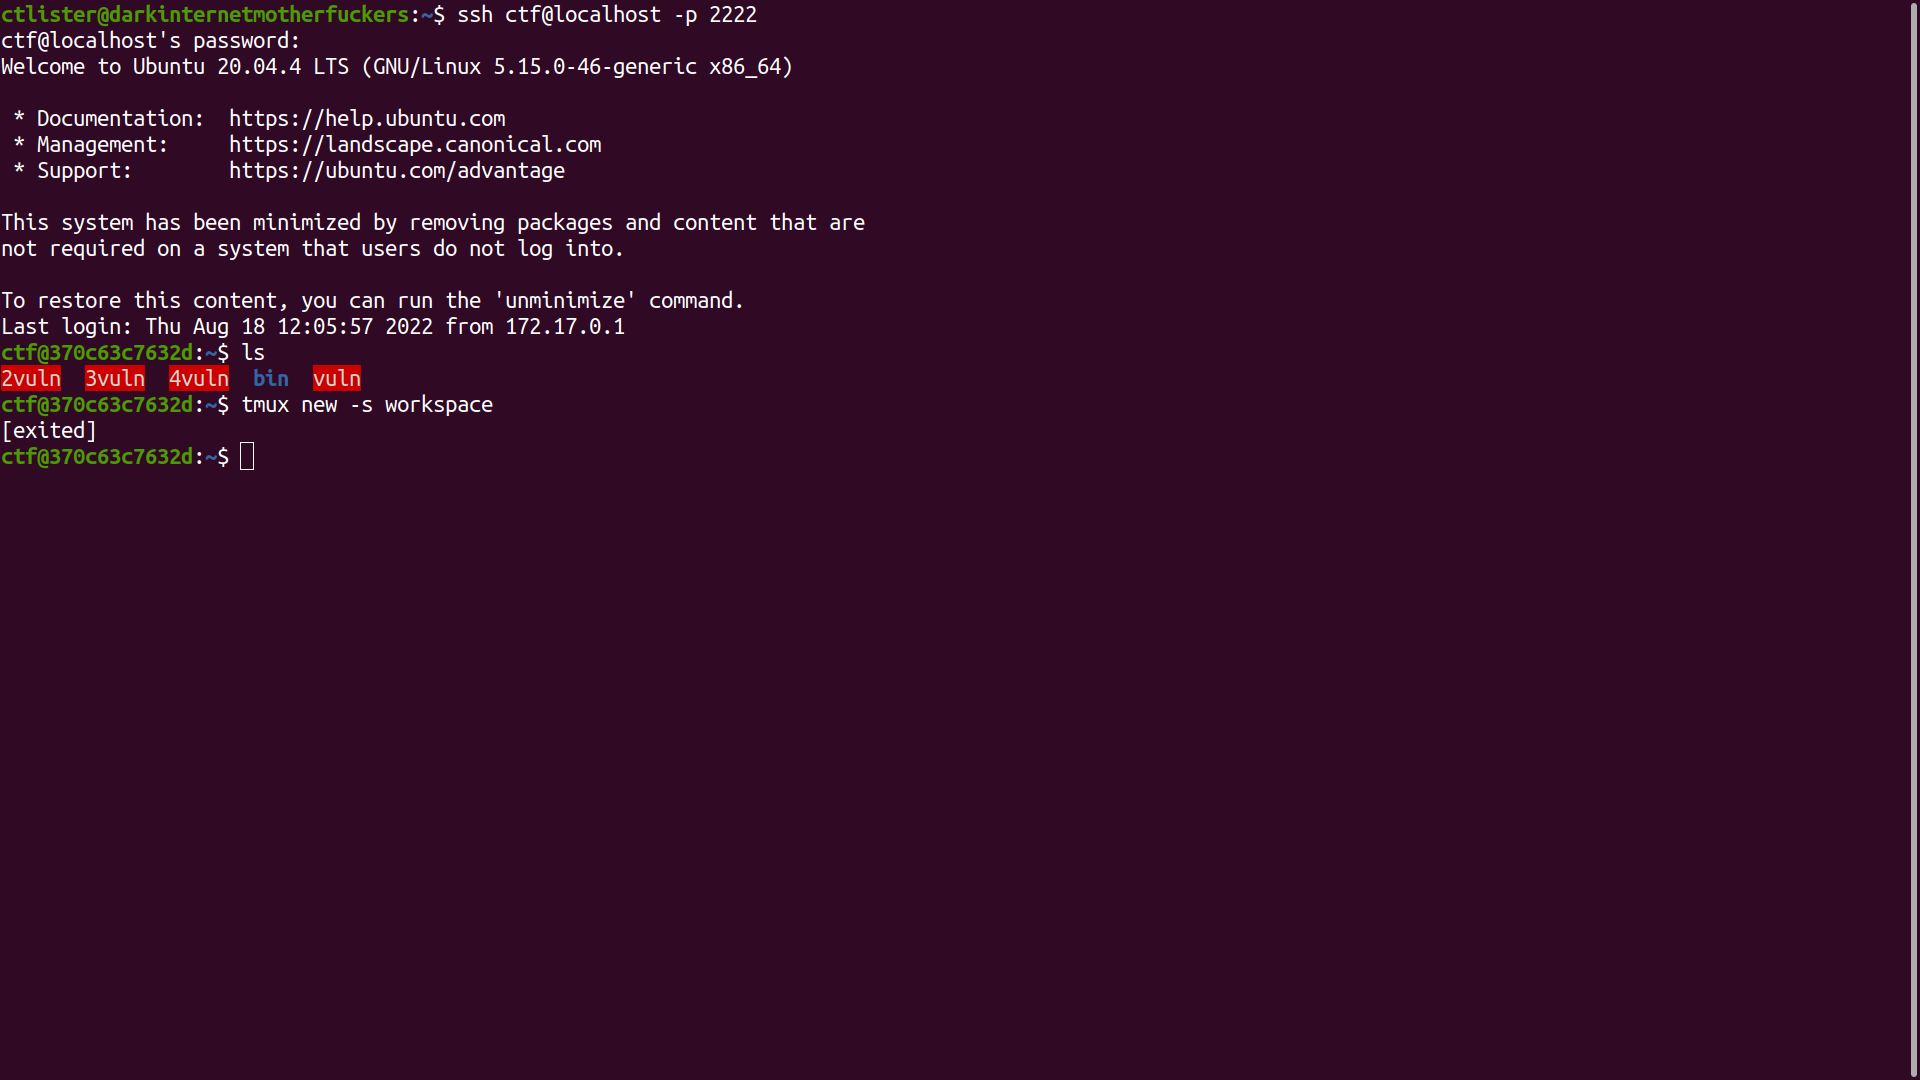 ctlister@darkinternetmotherfuckers:~$ ssh ctf@localhost -p 2222
ctf@localhost's password:
Welcome to Ubuntu 20.04.4 LTS (GNU/Linux 5.15.0-46-generic x86_64)
 * Documentation:  https://help.ubuntu.com
 * Management:     https://landscape.canonical.com
 * Support:        https://ubuntu.com/advantage
This system has been minimized by removing packages and content that are
not required on a system that users do not log into.
To restore this content, you can run the 'unminimize' command.
Last login: Thu Aug 18 12:05:57 2022 from 172.17.0.1
ctf@370c63c7632d:~$ ls
2vuln  3vuln  4vuln  bin  vuln
ctf@370c63c7632d:~$ tmux new -s workspace
[exited]
ctf@370c63c7632d:~$